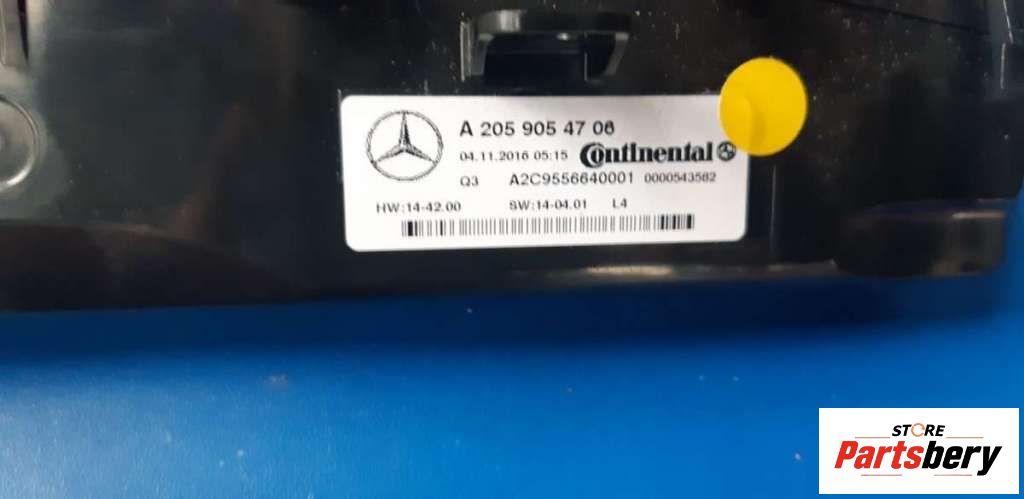 A 205 905 47 06
04.11.2016 05:15 Continental
Q3 A2C9556640001 0000543582
HW:14-42.00 SW:14-04.01 L4
STORE
Partsbery